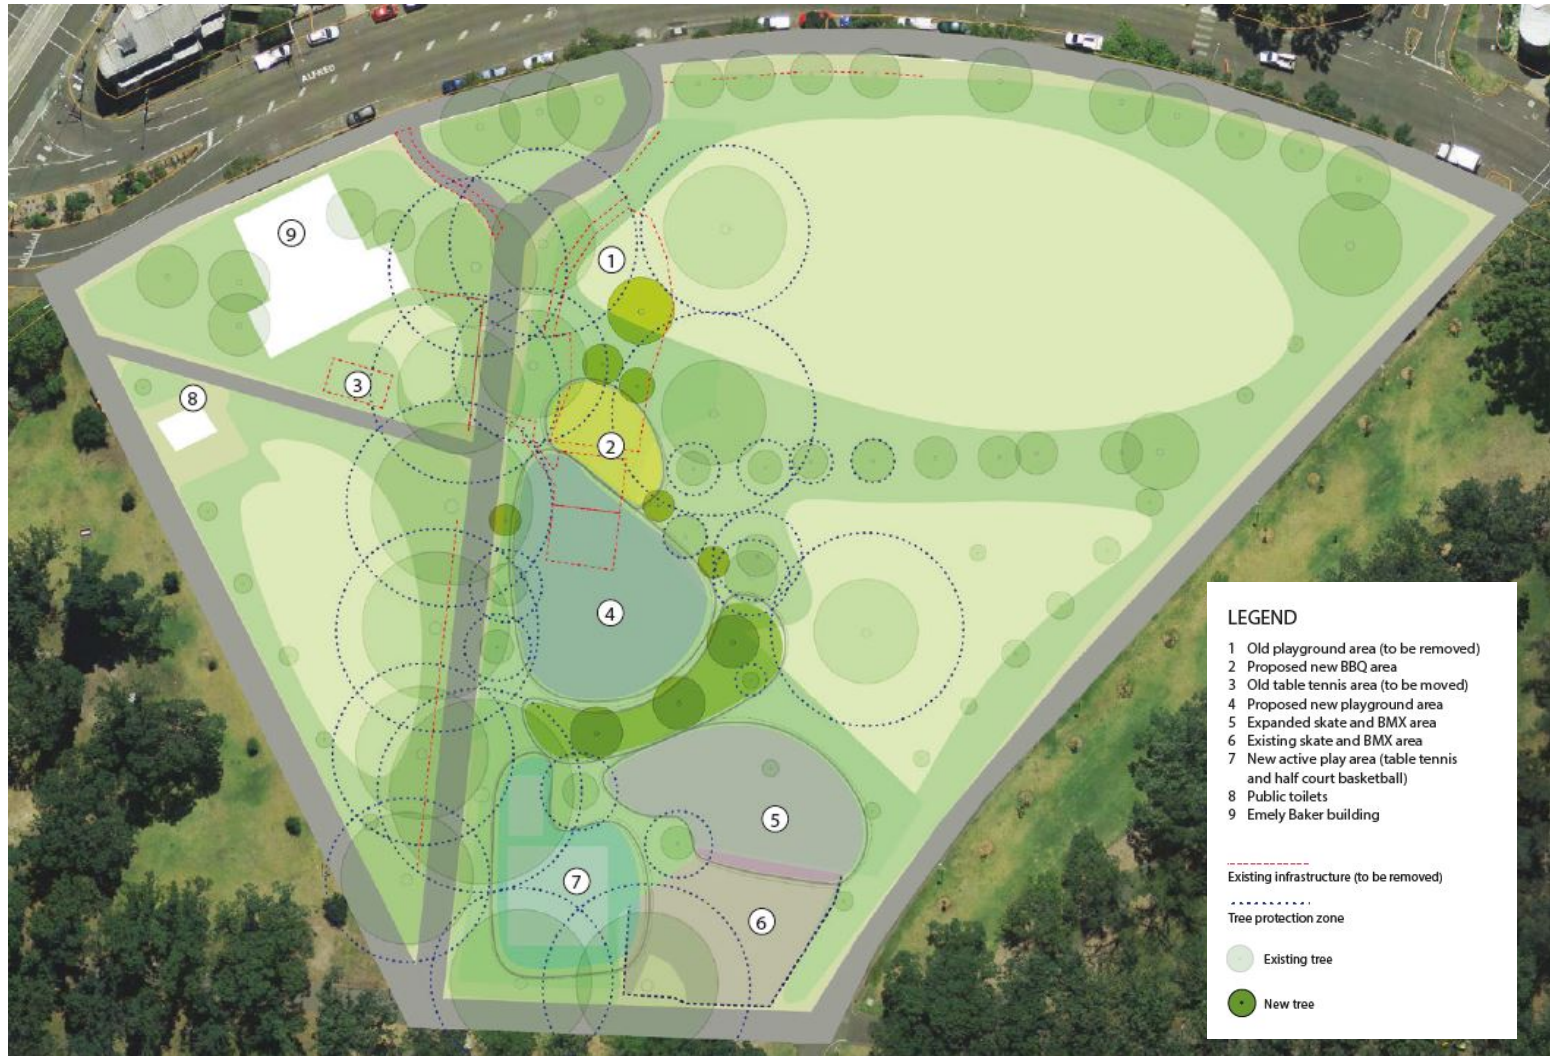 ALFRED
9
1
3
8
2
4
5
7
6
LEGEND
1 Old playground area (to be removed)
2 Proposed new BBQ area
3 Old table tennis area (to be moved)
4 Proposed new playground area
5 Expanded skate and BMX area
6 Existing skate and BMX area
7 New active play area (table tennis
and half court basketball)
8 Public toilets
9 Emely Baker building
Existing infrastructure (to be removed)
Tree protection zone
Existing tree
New tree